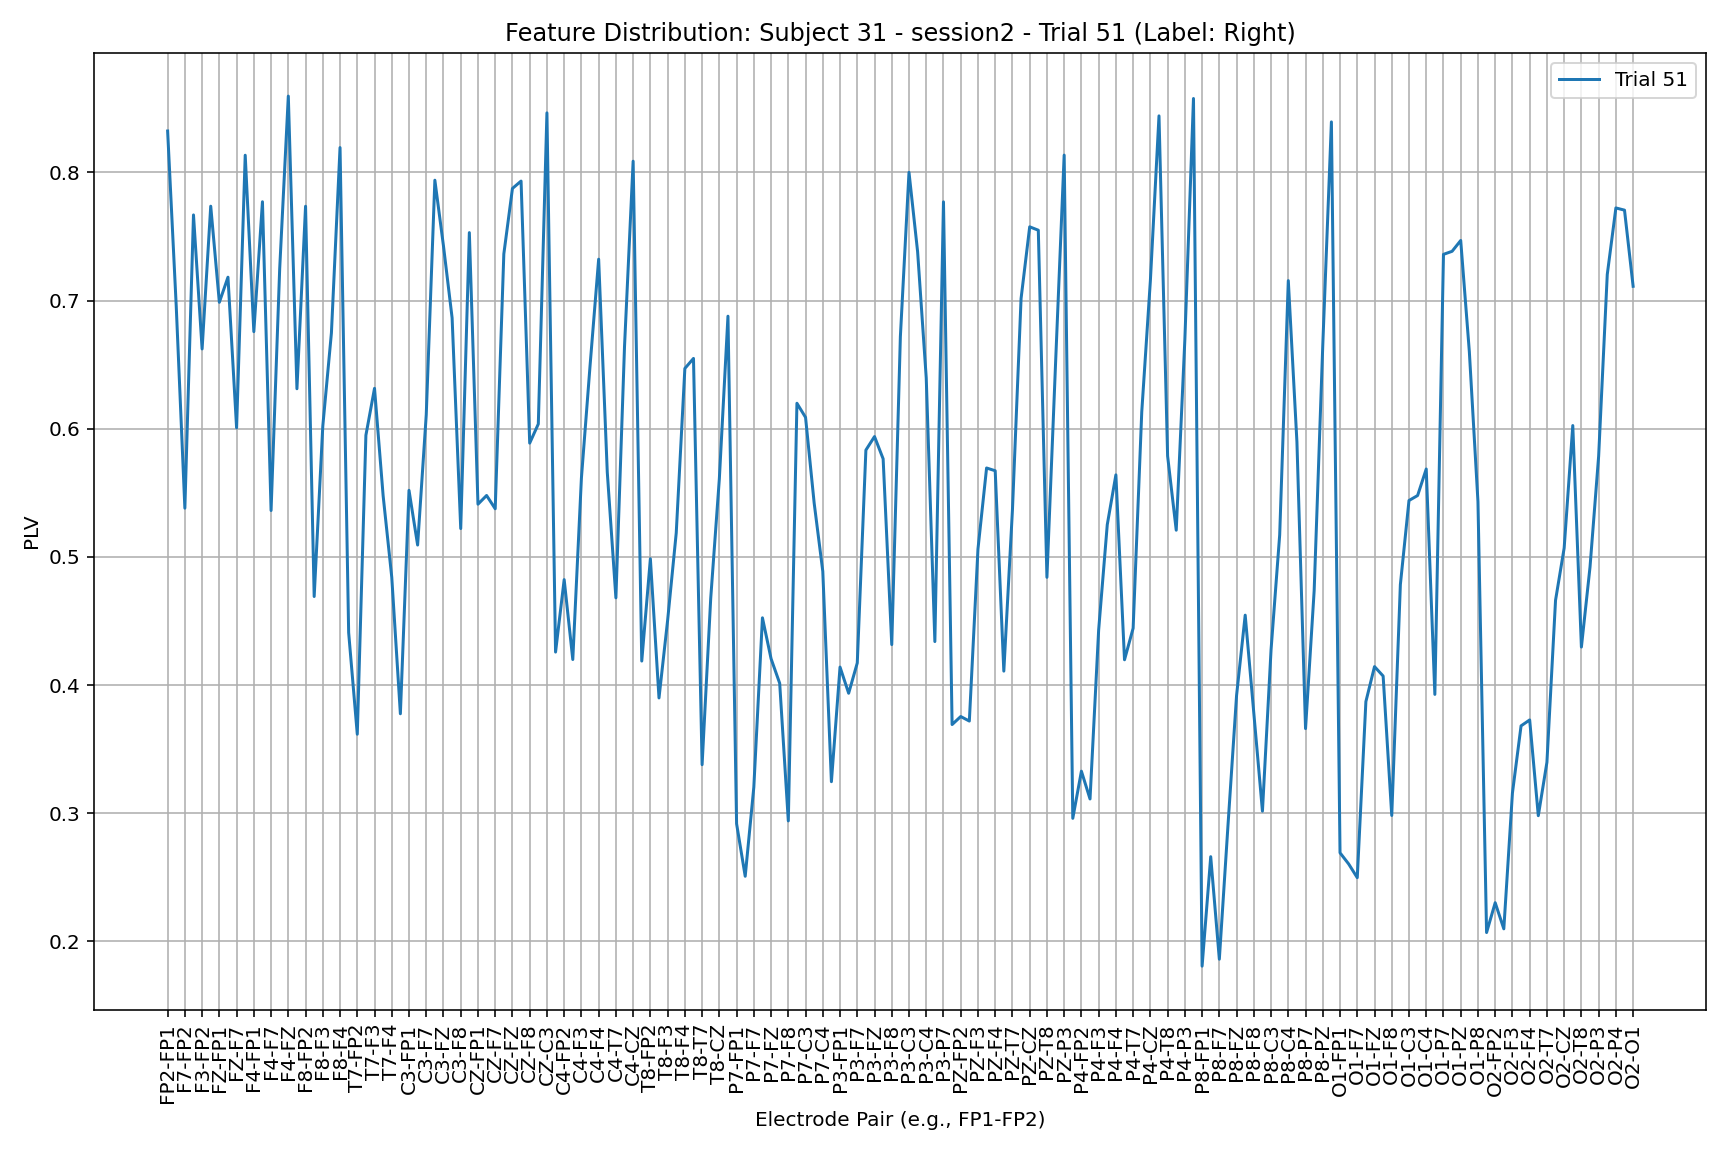 Feature Distribution: Subject 31 - session2 - Trial 51 (Label: Right)
Trial 51
PLV
0.8
0.7
0.6
0.5
0.4
0.3
0.2
FP2-FP1
F7-FP2
F3-FP2
FZ-FP1
FZ-F7
F4-FP1
F4-F7
F4-FZ
F8-FP2
F8-F3
F8-F4
T7-FP2
T7-F3
T7-F4
C3-FP1
C3-F7
C3-FZ
C3-F8
CZ-FP1
CZ-F7
CZ-FZ
CZ-F8
CZ-C3
C4-FP2
C4-F3
C4-F4
C4-T7
C4-CZ
T8-FP2
T8-F3
T8-F4
T8-T7
T8-CZ
P7-FP1
P7-F7
P7-FZ
P7-F8
P7-C3
P7-C4
P3-FP1
P3-F7
P3-FZ
P3-F8
P3-C3
P3-C4
P3-P7
PZ-FP2
PZ-F3
PZ-F4
PZ-T7
PZ-CZ
PZ-T8
PZ-P3
P4-FP2
P4-F3
P4-F4
P4-T7
P4-CZ
P4-T8
P4-P3
P8-FP1
P8-F7
P8-FZ
P8-F8
P8-C3
P8-C4
P8-P7
P8-PZ
O1-FP1
O1-F7
O1-FZ
O1-F8
O1-C3
O1-C4
O1-P7
O1-PZ
O1-P8
O2-FP2
O2-F3
O2-F4
O2-T7
O2-CZ
O2-T8
O2-P3
O2-P4
O2-O1
Electrode Pair (e.g., FP1-FP2)